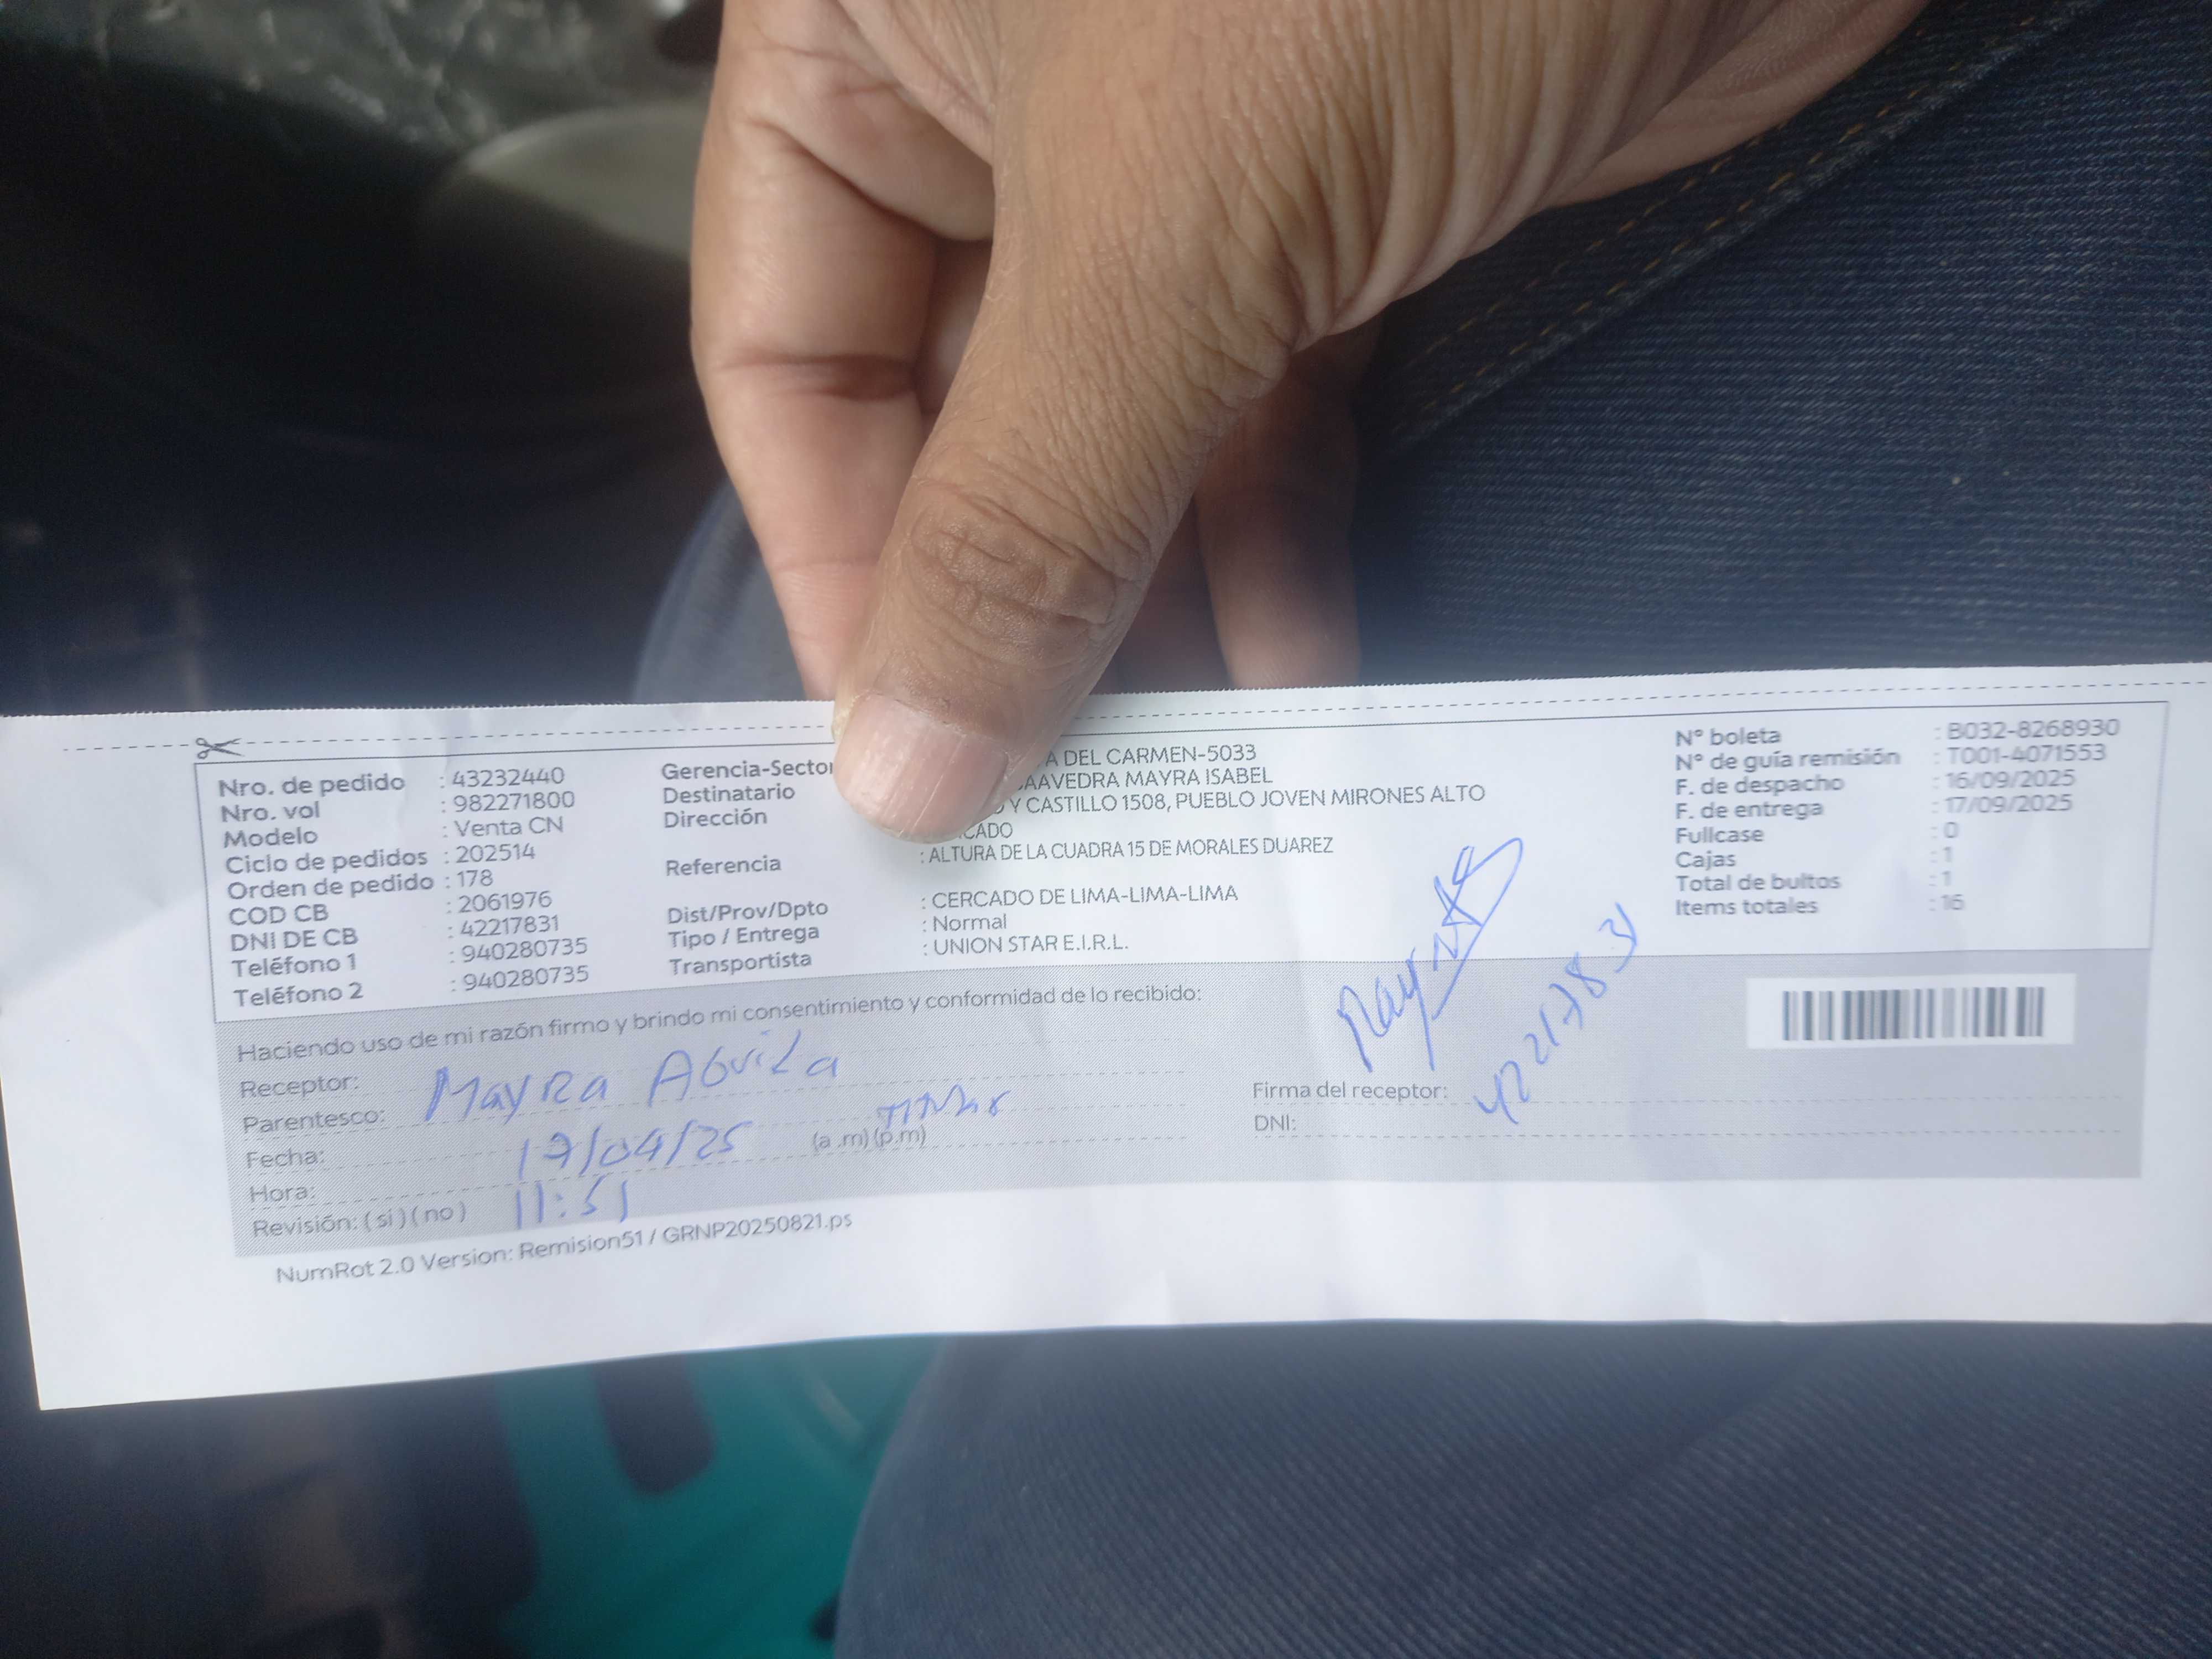 Nro. de pedido : 43232440
Nro. vol : 982271800
Modelo : Venta CN
Ciclo de pedidos : 202514
Orden de pedido : 178
COD CB : 2061976
DNI DE CB : 42217831
Teléfono 1 : 940280735
Teléfono 2 : 940280735
Gerencia-Sector A DEL CARMEN-5033
Destinatario SAAVEDRA MAYRA ISABEL
Dirección Y CASTILLO 1508, PUEBLO JOVEN MIRONES ALTO
CADO
Referencia : ALTURA DE LA CUADRA 15 DE MORALES DUAREZ
Dist/Prov/Dpto : CERCADO DE LIMA-LIMA-LIMA
Tipo / Entrega : Normal
Transportista : UNION STAR E.I.R.L.
N° boleta : B032-8268930
N° de guía remisión : T001-4071553
F. de despacho : 16/09/2025
F. de entrega : 17/09/2025
Fullcase : 0
Cajas : 1
Total de bultos : 1
Items totales : 16
Haciendo uso de mi razón firmo y brindo mi consentimiento y conformidad de lo recibido:
Receptor: Mayra Abvila
Parentesco:
Fecha: 17/04/25 (a .m) (p.m)
Hora: 11:51
Revisión: ( si ) ( no )
Firma del receptor: Mayra
DNI: 42217831
NumRot 2.0 Version: Remision51 / GRNP20250821.ps